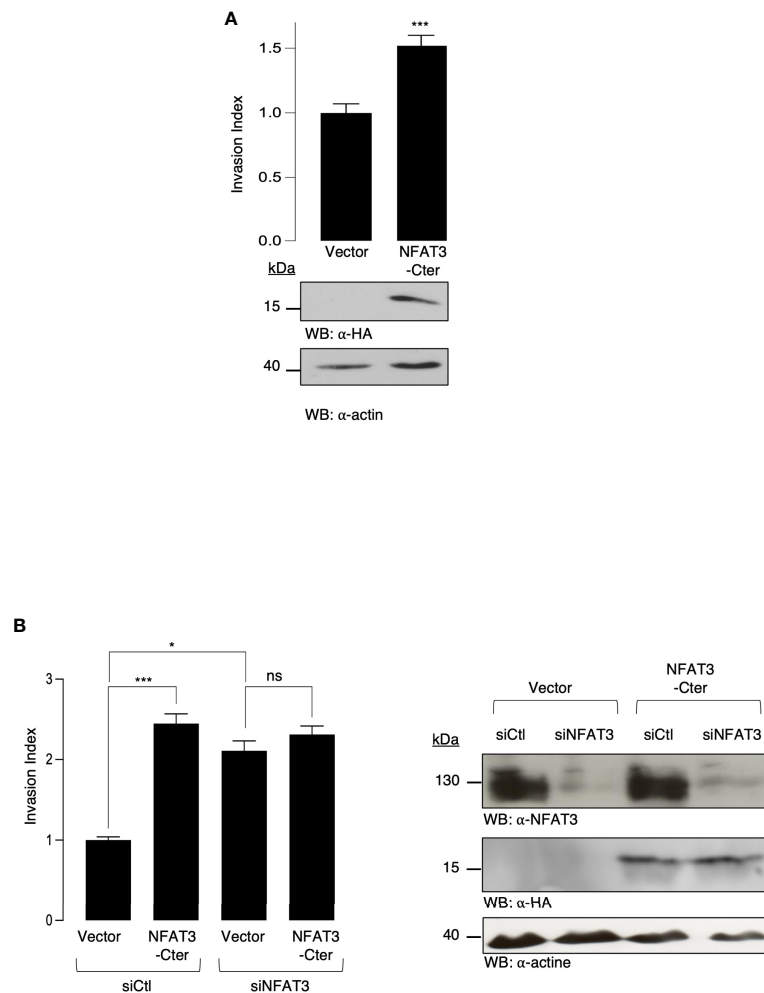 A
***
1.5
1.0
0.5
0.0
Invasion Index
Vector
NFAT3
-Cter
kDa
15
WB: α-HA
40
WB: α-actin
B
*
***
ns
3
2
1
0
Invasion Index
Vector
NFAT3
-Cter
Vector
NFAT3
-Cter
siCtl
siNFAT3
Vector
NFAT3
-Cter
siCtl
siNFAT3
siCtl
siNFAT3
kDa
130
WB: α-NFAT3
15
WB: α-HA
40
WB: α-actine